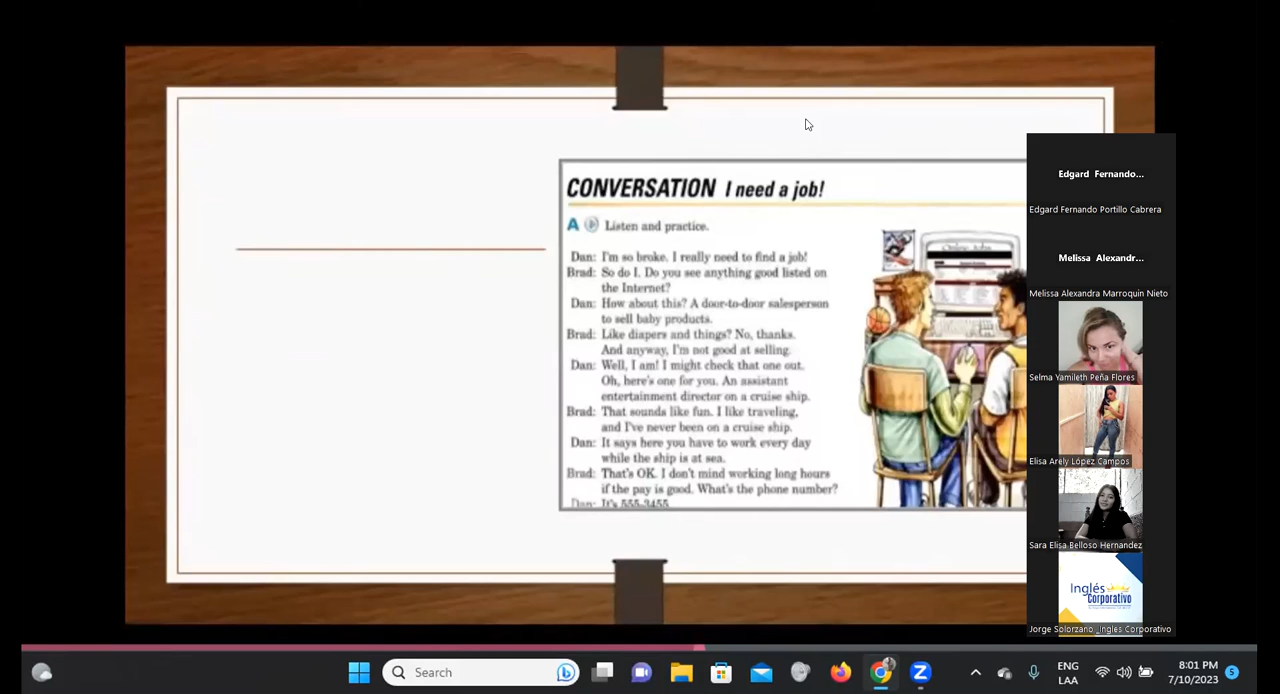 CONVERSATION I need a job!
A Listen and practice.
Dan: I'm so broke. I really need to find a job!
Brad: So do I. Do you see anything good listed on
the Internet?
Dan: How about this? A door-to-door salesperson
to sell baby products.
Brad: Like diapers and things? No, thanks.
And anyway, I'm not good at selling.
Dan: Well, I am! I might check that one out.
Oh, here's one for you. An assistant
entertainment director on a cruise ship.
Brad: That sounds like fun. I like traveling,
and I've never been on a cruise ship.
Dan: It says here you have to work every day
while the ship is at sea.
Brad: That's OK. I don't mind working long hours
if the pay is good. What's the phone number?
Dan: It's 555-3455
Edgard Fernando...
Edgard Fernando Portillo Cabrera
Melissa Alexandr...
Melissa Alexandra Marroquin Nieto
Selma Yamileth Peña Flores
Elisa Arely López Campos
Sara Elisa Belloso Hernandez
Inglés
Corporativo
Jorge Solorzano _Ingles Corporativo
Search
ENG
LAA
8:01 PM
7/10/2023
5